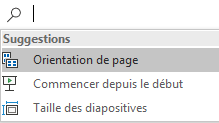 Suggestions
Orientation de page
Commencer depuis le début
Taille des diapositives